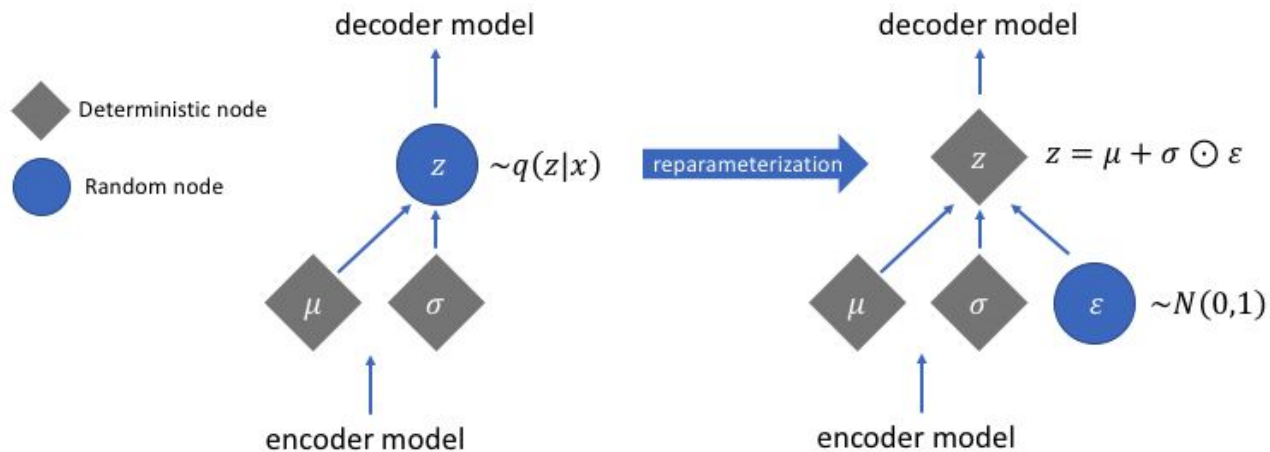 decoder model
decoder model
Deterministic node
Random node
z
~q(z|x)
reparameterization
z
z = μ + σ ⊙ ε
μ
σ
μ
σ
ε
~N(0,1)
encoder model
encoder model